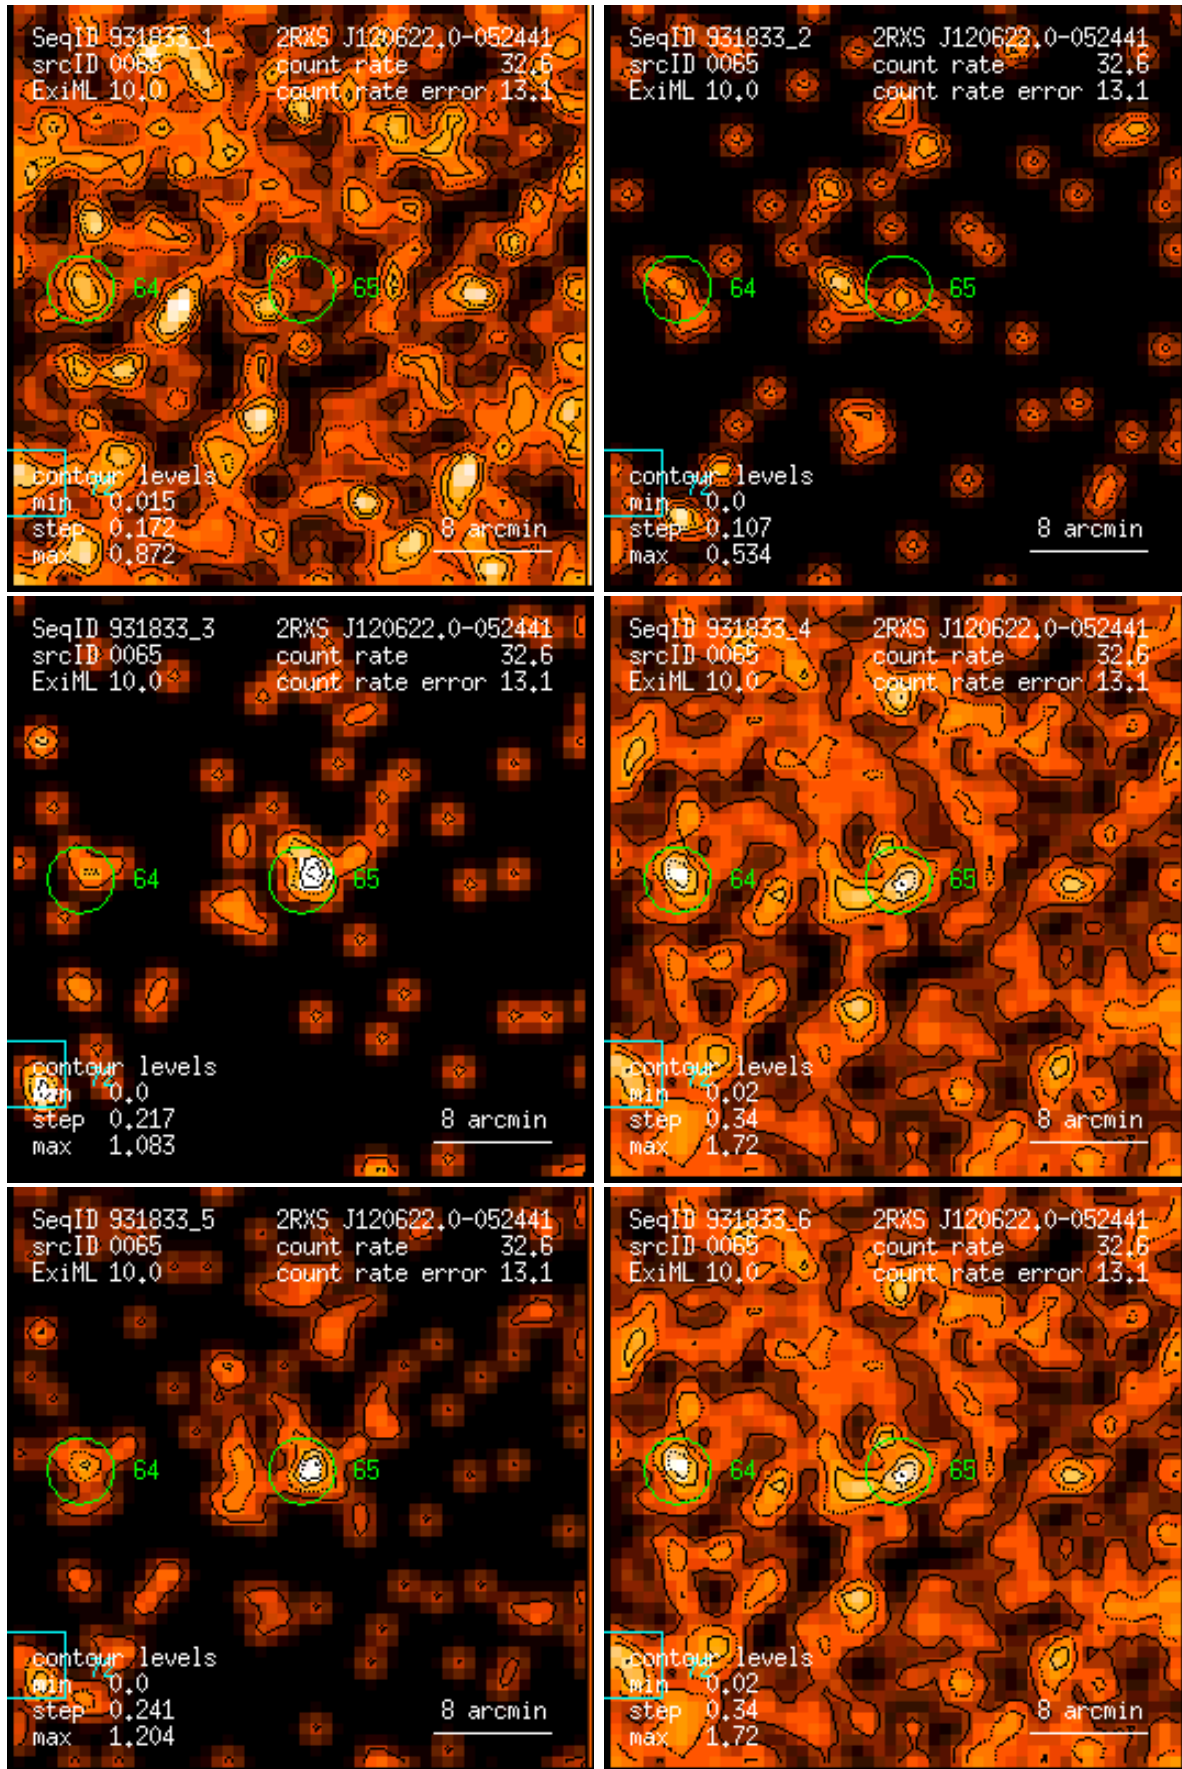 SeqID 931833_1 2RXS J120622.0-052441
srcID 0065 count rate 32.6
ExiML 10.0 count rate error 13.1
64 65
72
contour levels
min 0.015
step 0.172 8 arcmin
max 0.872
SeqID 931833_2 2RXS J120622.0-052441
srcID 0065 count rate 32.6
ExiML 10.0 count rate error 13.1
64 65
contour levels
72
min 0.0
step 0.107 8 arcmin
max 0.534
SeqID 931833_3 2RXS J120622.0-052441
srcID 0065 count rate 32.6
ExiML 10.0 count rate error 13.1
64 65
contour levels
72
min 0.0
step 0.217 8 arcmin
max 1.083
SeqID 931833_4 2RXS J120622.0-052441
srcID 0065 count rate 32.6
ExiML 10.0 count rate error 13.1
64 65
contour levels
72
min 0.02
step 0.34 8 arcmin
max 1.72
SeqID 931833_5 2RXS J120622.0-052441
srcID 0065 count rate 32.6
ExiML 10.0 count rate error 13.1
64 65
contour levels
72
min 0.0
step 0.241 8 arcmin
max 1.204
SeqID 931833_6 2RXS J120622.0-052441
srcID 0065 count rate 32.6
ExiML 10.0 count rate error 13.1
64 65
contour levels
72
min 0.02
step 0.34 8 arcmin
max 1.72